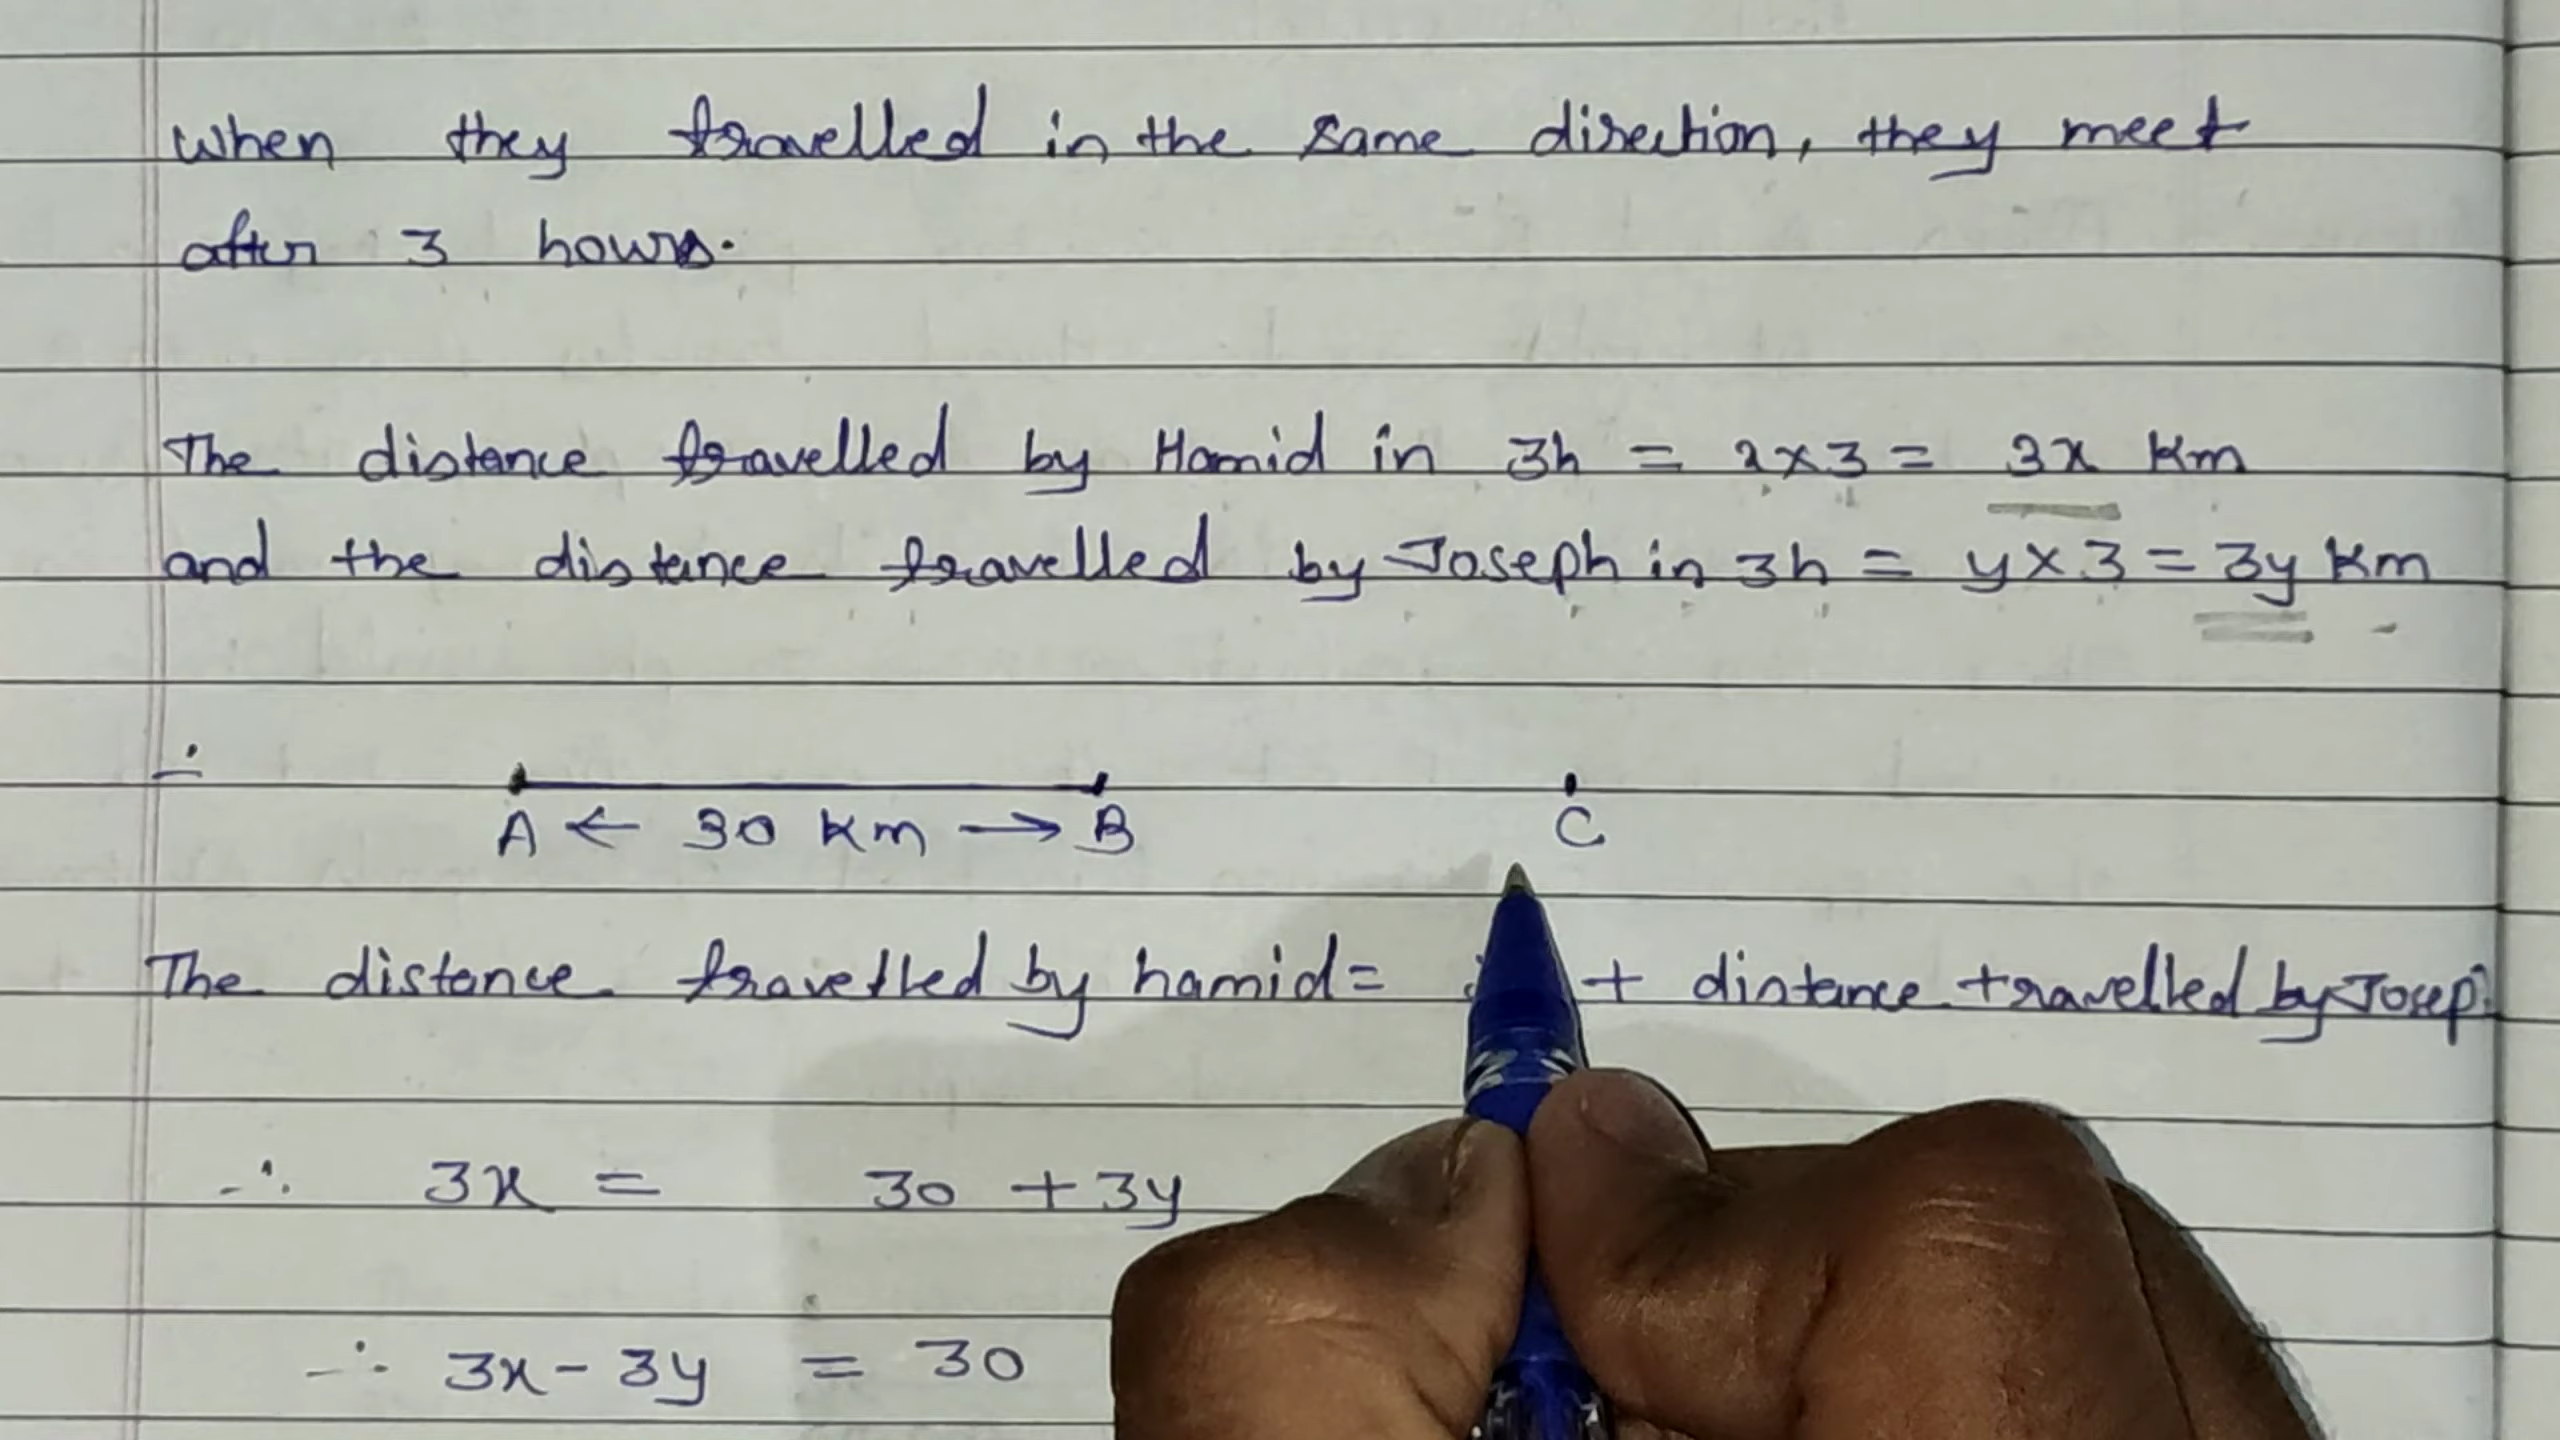 When they travelled in the same direction, they meet
after 3 hours.
The distance travelled by Hamid in 3h = x×3 = 3x km
and the distance travelled by Joseph in 3h = y×3 = 3y km
∴
A ← 30 km → B C
The distance travelled by hamid = + distance travelled by Josep
∴ 3x = 30 + 3y
∴ 3x - 3y = 30